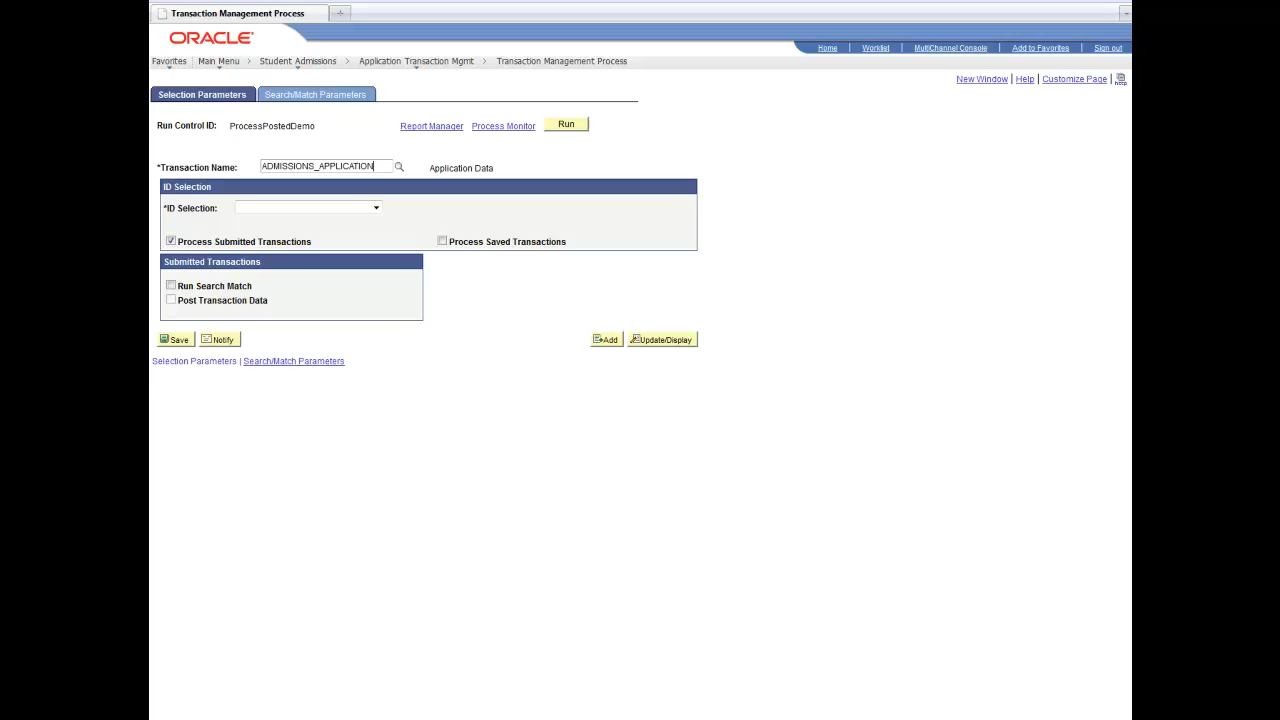 Transaction Management Process
ORACLE
Home | Worklist | MultiChannel Console | Add to Favorites | Sign out
Favorites | Main Menu > Student Admissions > Application Transaction Mgmt > Transaction Management Process
New Window | Help | Customize Page | http
Selection Parameters Search/Match Parameters
Run Control ID: ProcessPostedDemo Report Manager Process Monitor Run
*Transaction Name: ADMISSIONS_APPLICATION Application Data
ID Selection
*ID Selection:
Process Submitted Transactions Process Saved Transactions
Submitted Transactions
Run Search Match
Post Transaction Data
Save Notify Add Update/Display
Selection Parameters | Search/Match Parameters